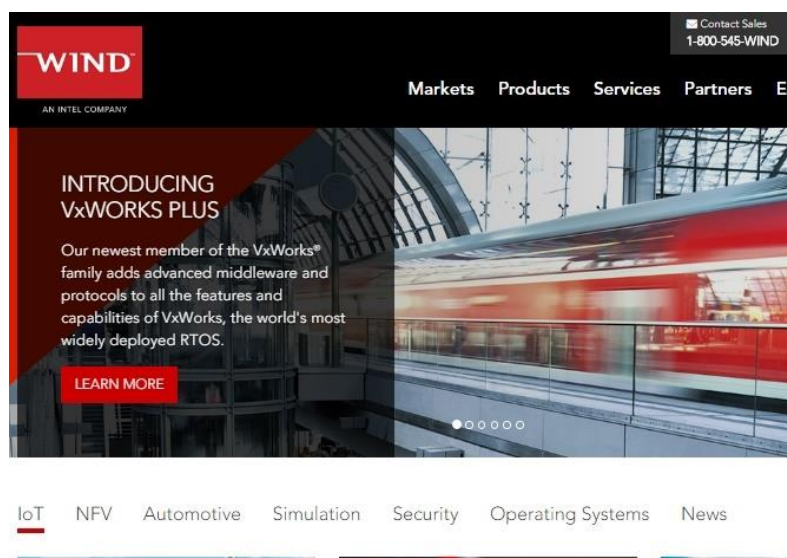 Contact Sales
1-800-545-WIND
WIND
AN INTEL COMPANY
Markets Products Services Partners E
INTRODUCING
VxWORKS PLUS
Our newest member of the VxWorks®
family adds advanced middleware and
protocols to all the features and
capabilities of VxWorks, the world's most
widely deployed RTOS.
LEARN MORE
IoT NFV Automotive Simulation Security Operating Systems News